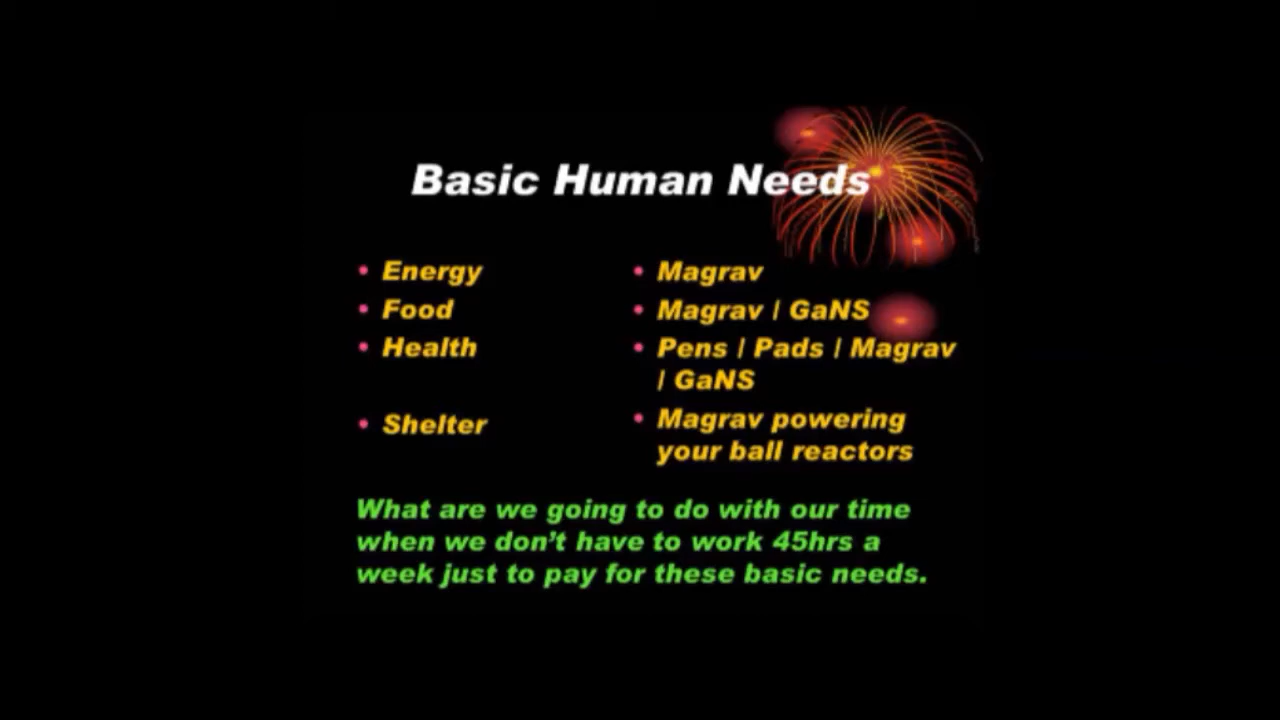 Basic Human Needs
• Energy
• Food
• Health
• Shelter
• Magrav
• Magrav / GaNS
• Pens / Pads / Magrav
/ GaNS
• Magrav powering
your ball reactors
What are we going to do with our time
when we don't have to work 45hrs a
week just to pay for these basic needs.